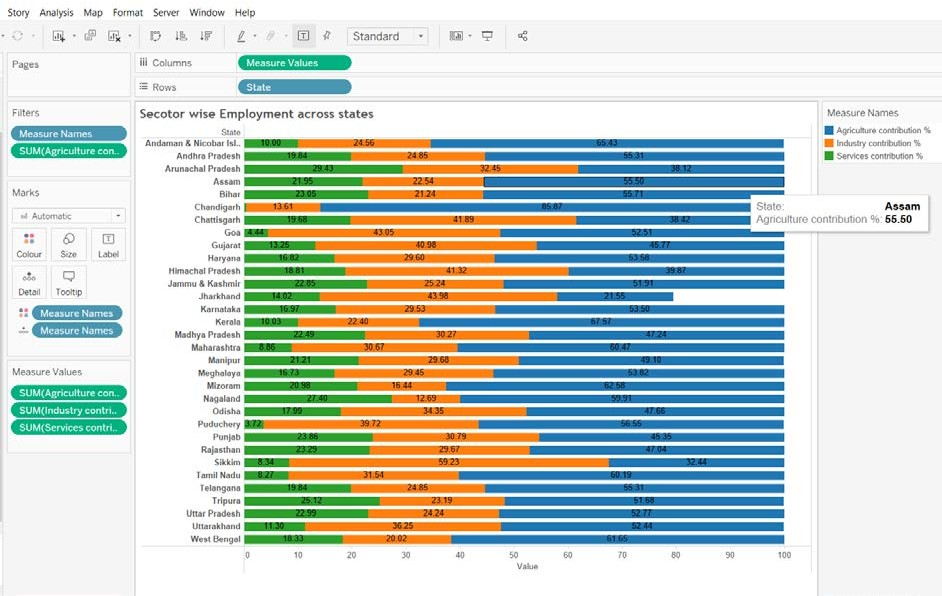 Story Analysis Map Format Server Window Help
Standard
Pages
Columns Measure Values
Rows State
Filters
Measure Names
SUM(Agriculture con..
Marks
Automatic
Colour Size Label
Detail Tooltip
Measure Names
Measure Names
Measure Values
SUM(Agriculture con..
SUM(Industry contri..
SUM(Services contri..
Secotor wise Employment across states
State
Andaman & Nicobar Isl.. 10.00 24.56 65.43
Andhra Pradesh 19.84 24.85 55.31
Arunachal Pradesh 29.43 32.45 38.12
Assam 21.95 22.54 55.50
Bihar 23.05 21.24 55.71
Chandigarh 13.61 85.87
Chattisgarh 19.68 41.89 38.42
Goa 4.44 43.05 52.51
Gujarat 13.25 40.98 45.77
Haryana 16.82 29.60 53.58
Himachal Pradesh 18.81 41.32 39.87
Jammu & Kashmir 22.85 25.24 51.91
Jharkhand 14.02 43.98 21.55
Karnataka 16.97 29.53 53.50
Kerala 10.03 22.40 67.57
Madhya Pradesh 22.49 30.27 47.24
Maharashtra 8.86 30.67 60.47
Manipur 21.21 29.68 49.10
Meghalaya 16.73 29.45 53.82
Mizoram 20.98 16.44 62.58
Nagaland 27.40 12.69 59.91
Odisha 17.99 34.35 47.66
Puduchery 3.72 39.72 56.55
Punjab 23.86 30.79 45.35
Rajasthan 23.29 29.67 47.04
Sikkim 8.34 59.23 32.44
Tamil Nadu 8.27 31.54 60.19
Telangana 19.84 24.85 55.31
Tripura 25.12 23.19 51.68
Uttar Pradesh 22.99 24.24 52.77
Uttarakhand 11.30 36.25 52.44
West Bengal 18.33 20.02 61.65
0 10 20 30 40 50 60 70 80 90 100
Value
State: Assam
Agriculture contribution %: 55.50
Measure Names
Agriculture contribution %
Industry contribution %
Services contribution %